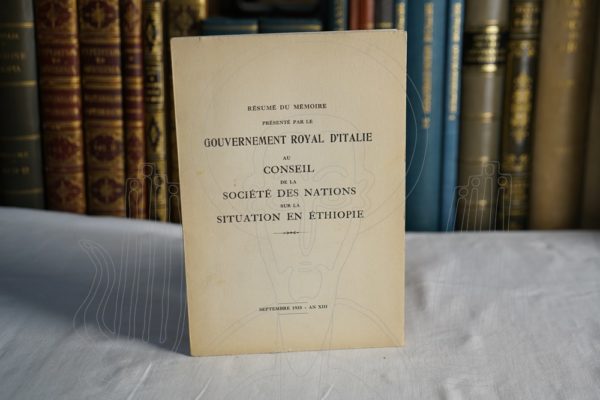 RÉSUMÉ DU MÉMOIRE
PRÉSENTÉ PAR LE
GOUVERNEMENT ROYAL D'ITALIE
AU
CONSEIL
DE LA
SOCIÉTÉ DES NATIONS
SUR LA
SITUATION EN ÉTHIOPIE
SEPTEMBRE 1935 - AN XIII